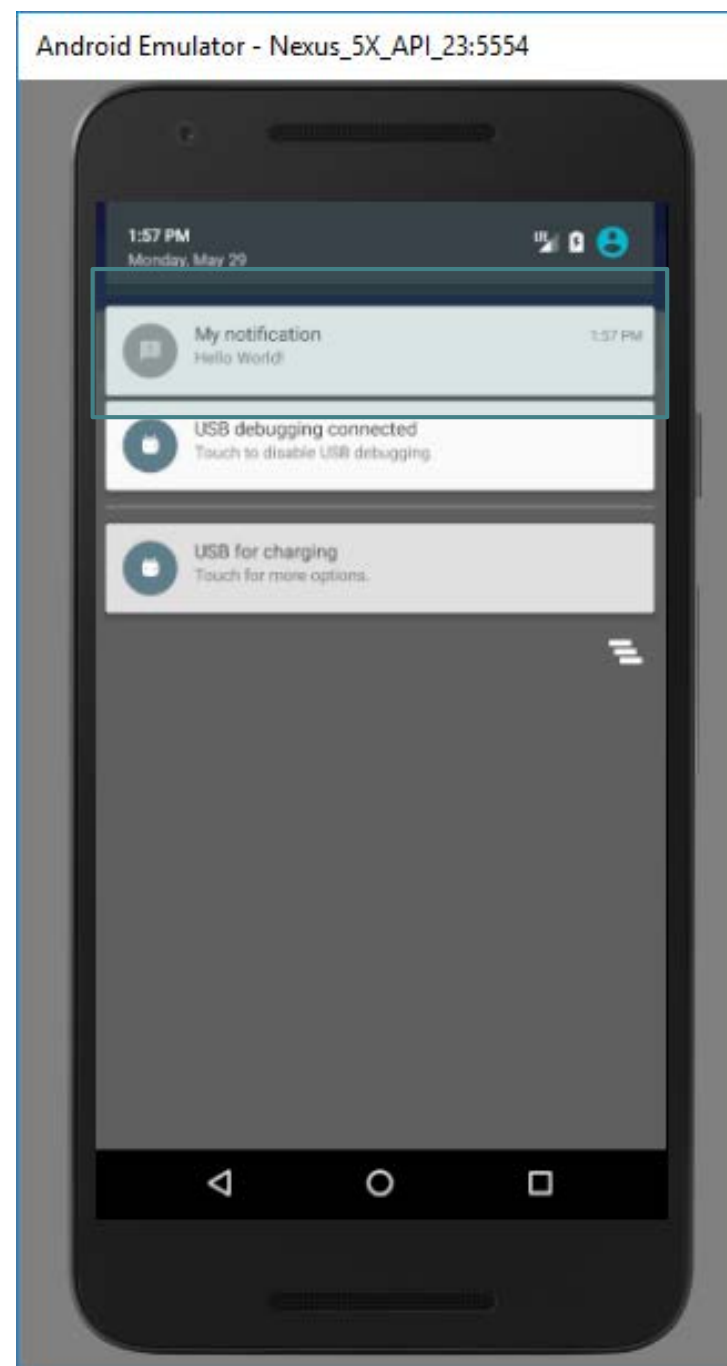 Android Emulator - Nexus_5X_API_23:5554
1:57 PM
Monday, May 29
My notification
1:57 PM
Hello World!
USB debugging connected
Touch to disable USB debugging.
USB for charging
Touch for more options.